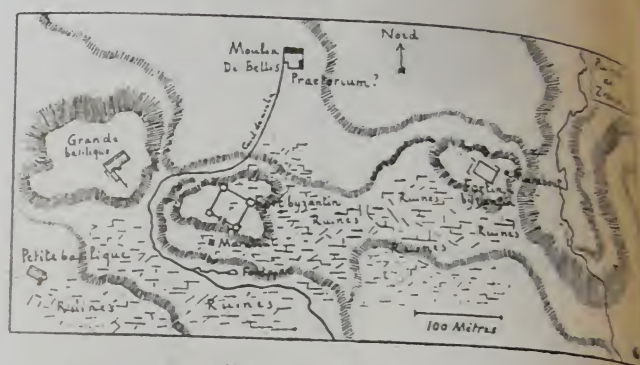 Moulin
De Bellis
Praetorium?
Nord
Grande
basilique
Fort byzantin
Fortin
byzantin
Ruines
Ruines
Ruines
Ruines
Petite basilique
Ruines
Ruines
100 Mètres